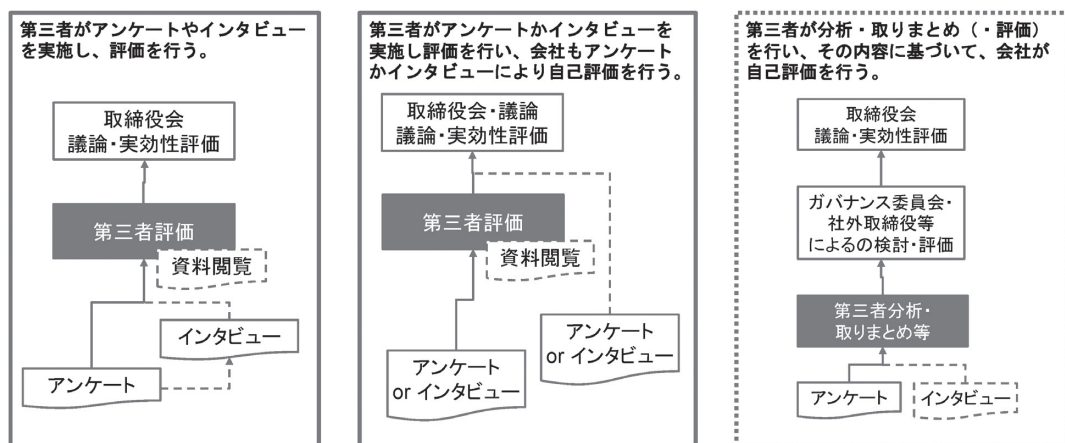 第三者がアンケートやインタビュー
を実施し、評価を行う。
取締役会
議論・実効性評価
第三者評価
資料閲覧
インタビュー
アンケート
第三者がアンケートかインタビューを
実施し評価を行い、会社もアンケート
かインタビューにより自己評価を行う。
取締役会・議論
議論・実効性評価
第三者評価
資料閲覧
アンケート
or インタビュー
アンケート
or インタビュー
第三者が分析・取りまとめ（・評価）
を行い、その内容に基づいて、会社が
自己評価を行う。
取締役会
議論・実効性評価
ガバナンス委員会・
社外取締役等
によるの検討・評価
第三者分析・
取りまとめ等
アンケート
インタビュー